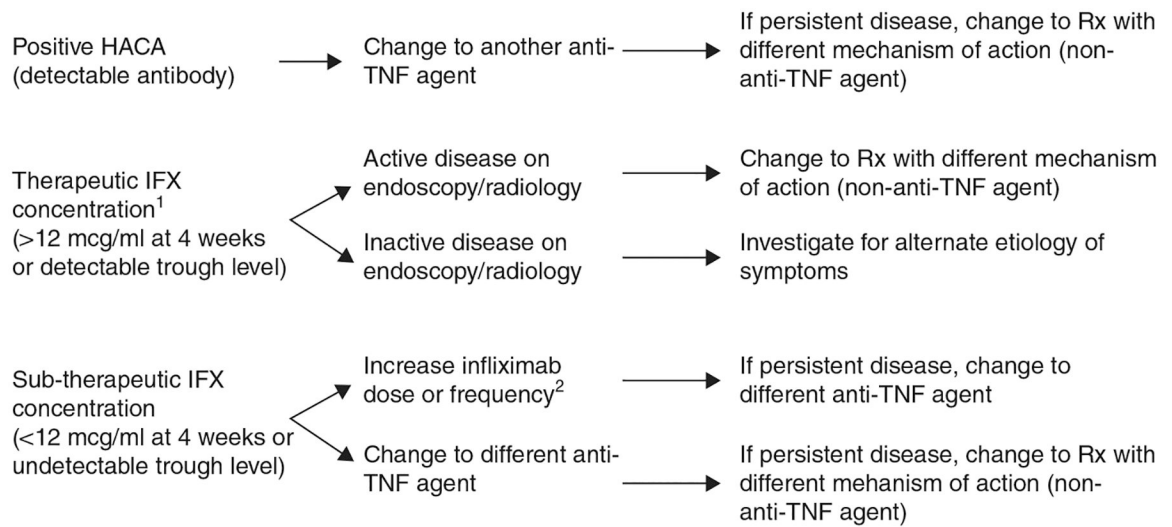 Positive HACA
(detectable antibody)
Change to another anti-
TNF agent
If persistent disease, change to Rx with
different mechanism of action (non-
anti-TNF agent)
Therapeutic IFX
concentration¹
(>12 mcg/ml at 4 weeks
or detectable trough level)
Active disease on
endoscopy/radiology
Change to Rx with different mechanism
of action (non-anti-TNF agent)
Inactive disease on
endoscopy/radiology
Investigate for alternate etiology of
symptoms
Sub-therapeutic IFX
concentration
(<12 mcg/ml at 4 weeks or
undetectable trough level)
Increase infliximab
dose or frequency²
If persistent disease, change to
different anti-TNF agent
Change to different anti-
TNF agent
If persistent disease, change to Rx with
different mehanism of action (non-
anti-TNF agent)